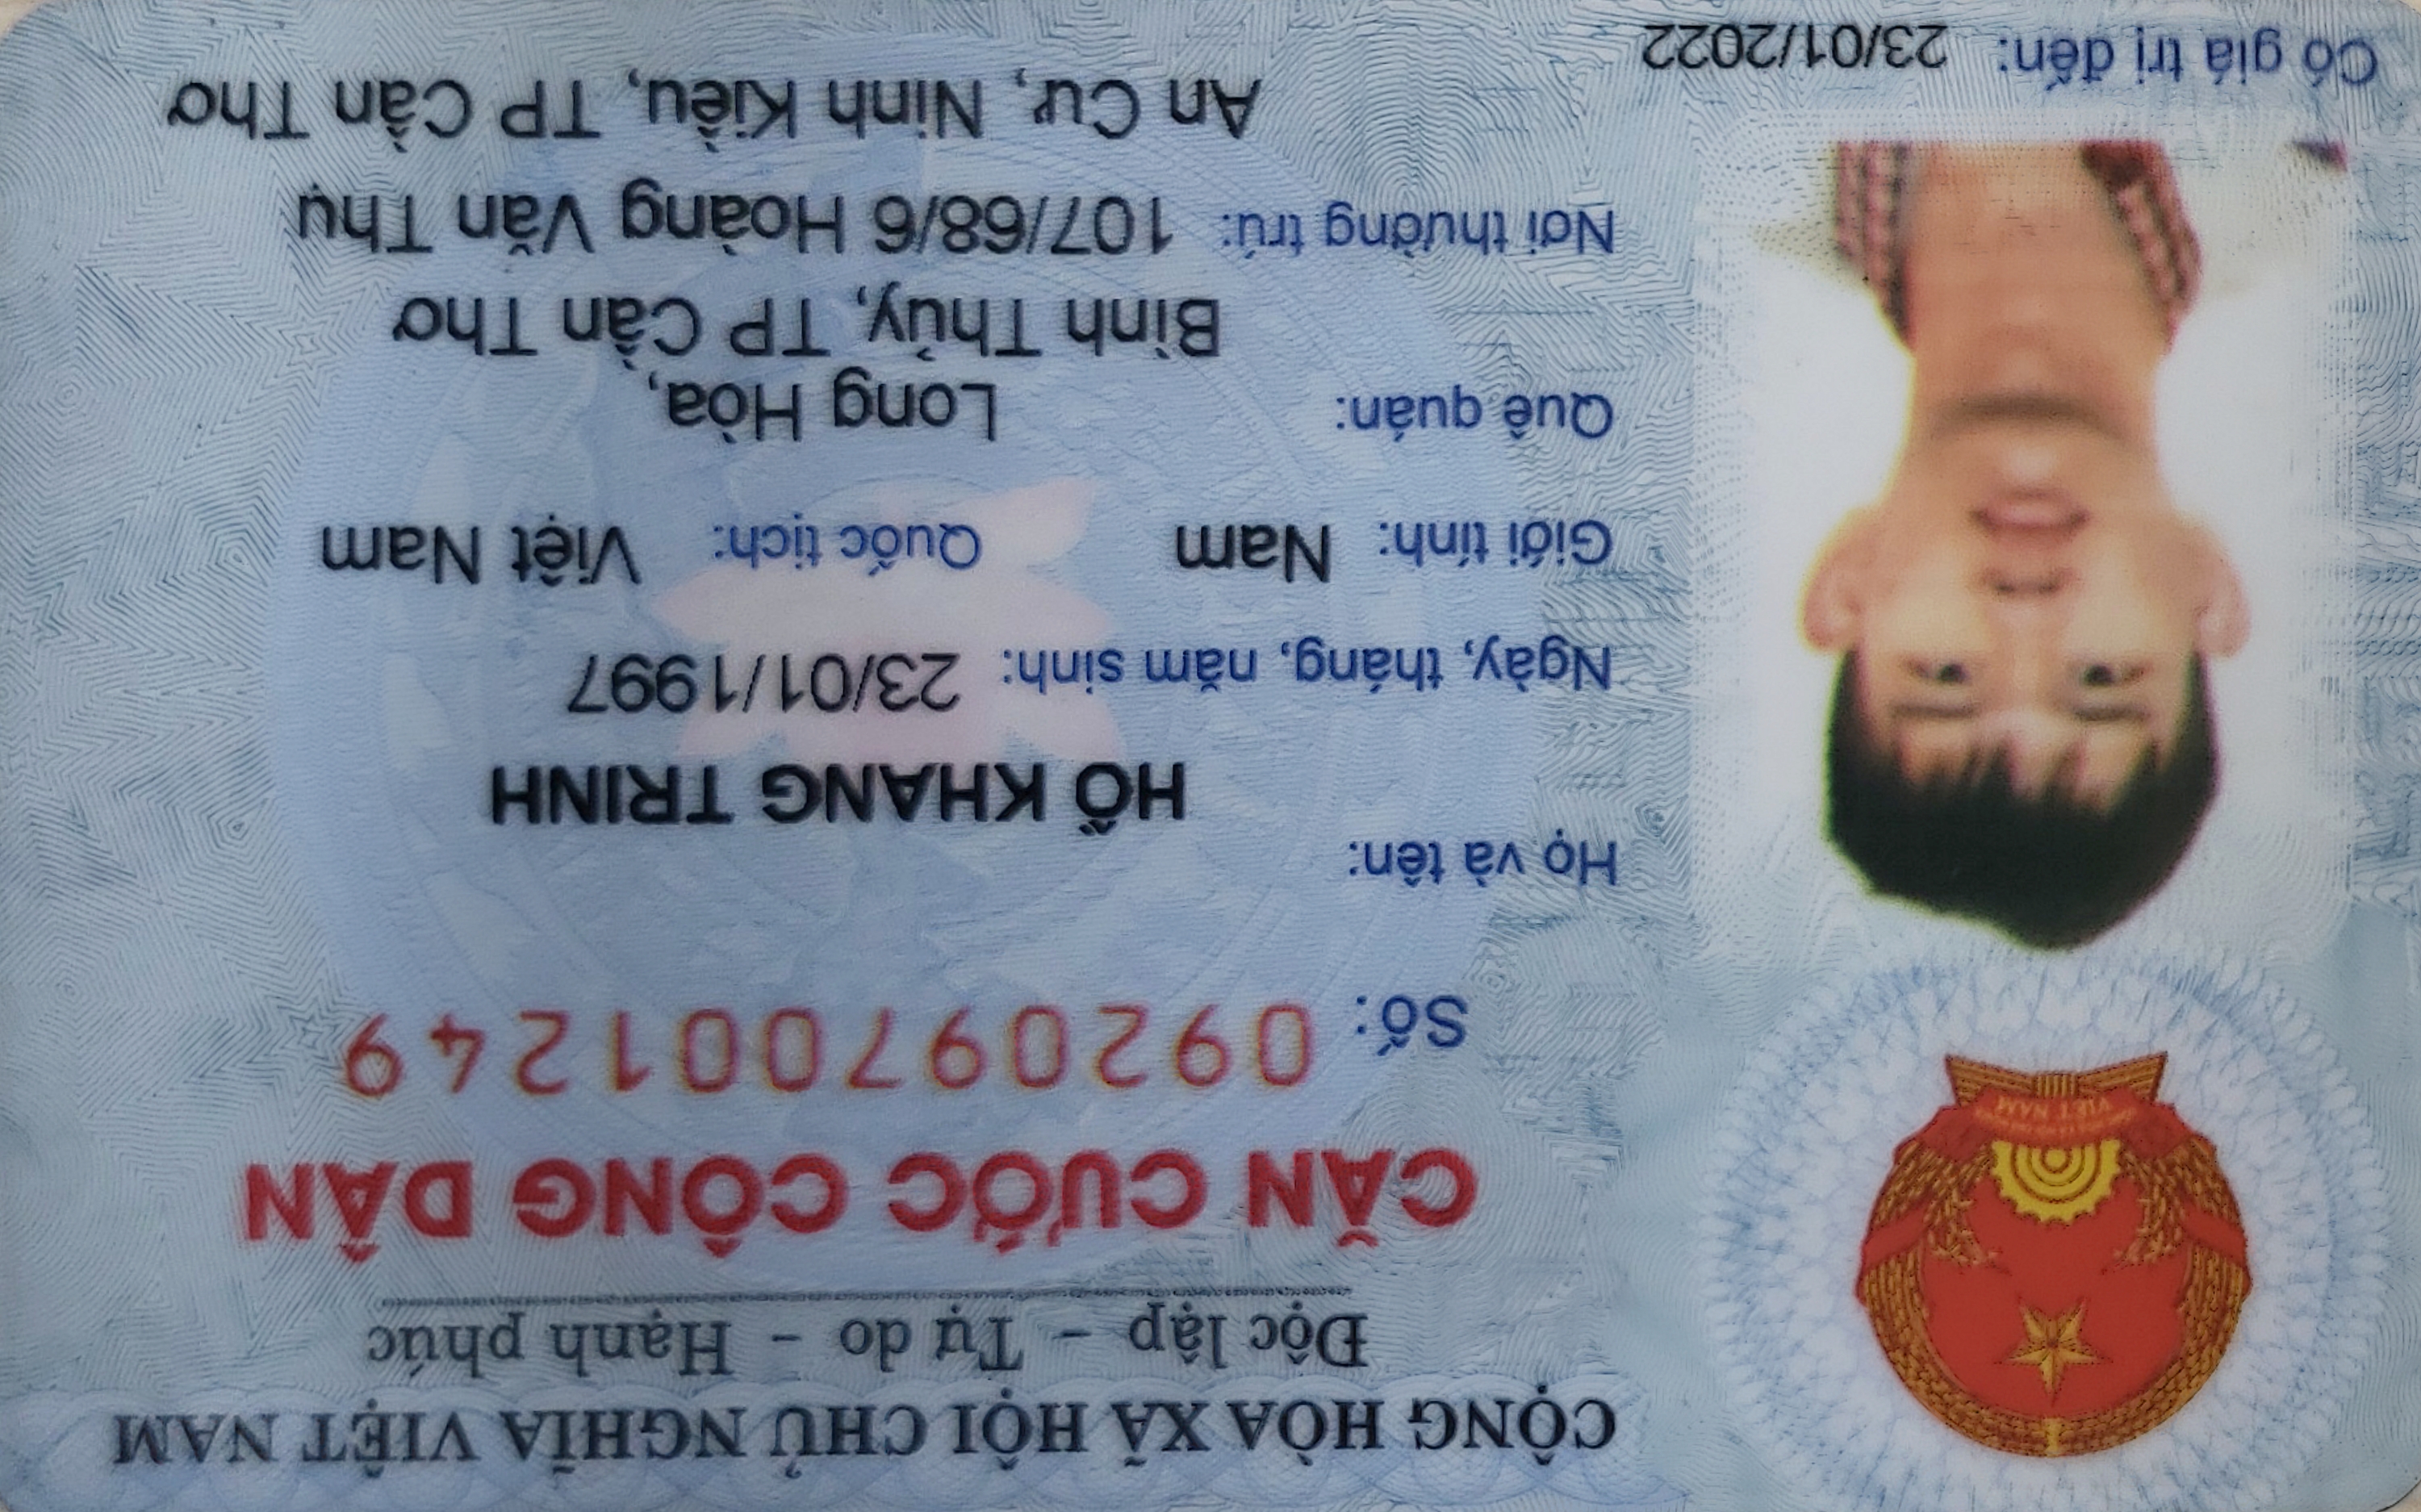 CỘNG HÒA XÃ HỘI CHỦ NGHĨA VIỆT NAM
Độc lập - Tự do - Hạnh phúc
CĂN CƯỚC CÔNG DÂN
Số: 092097001249
Họ và tên:
HỒ KHANG TRINH
Ngày, tháng, năm sinh: 23/01/1997
Giới tính: Nam Quốc tịch: Việt Nam
Quê quán: Long Hòa,
Bình Thủy, TP Cần Thơ
Nơi thường trú: 107/68/6 Hoàng Văn Thụ
An Cư, Ninh Kiều, TP Cần Thơ
Có giá trị đến: 23/01/2022
VIỆT NAM